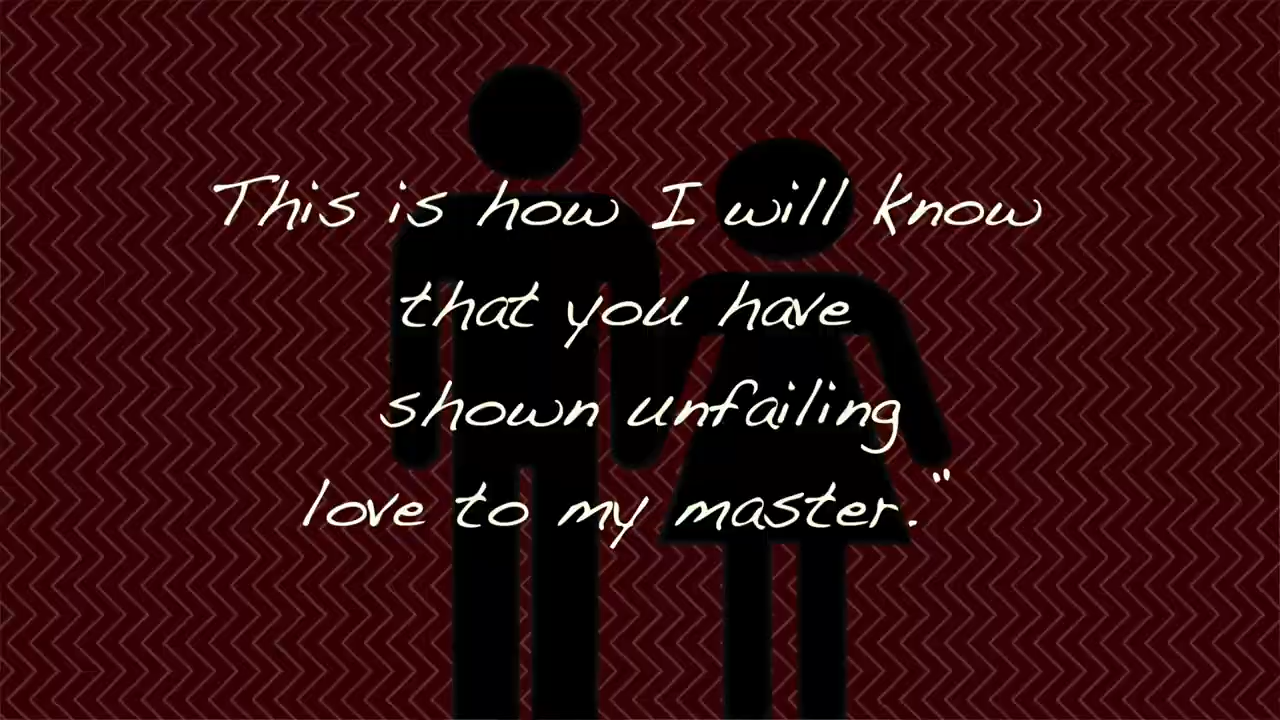 This is how I will know
that you have
shown unfailing
love to my master."